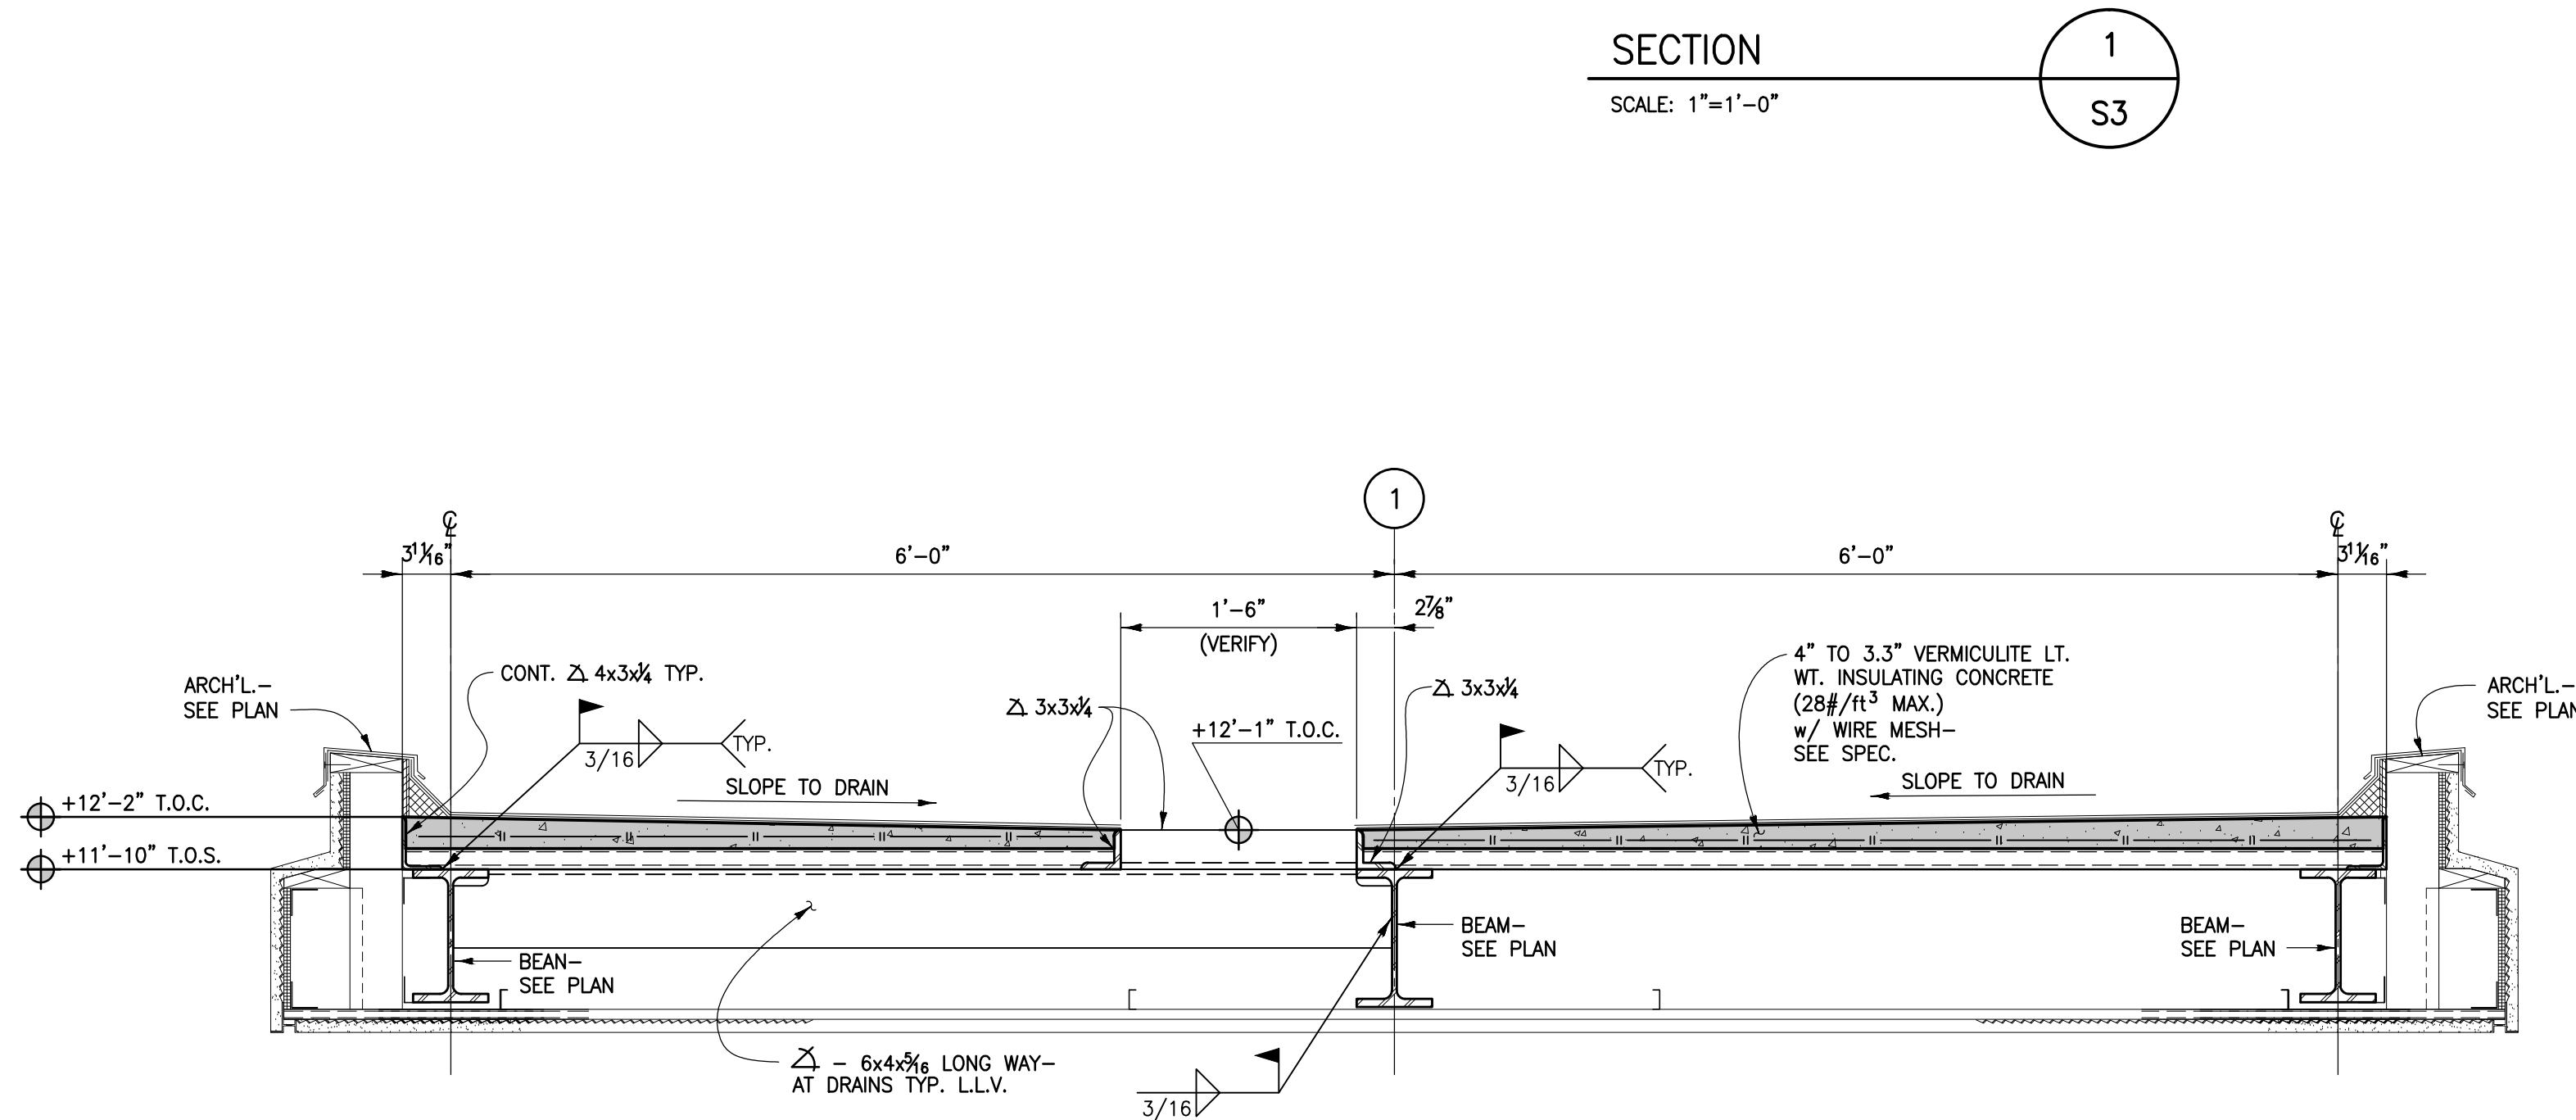 SECTION
1
S3
SCALE: 1"=1'-0"
1
℄
℄
3 11/16"
6'-0"
6'-0"
3 11/16"
1'-6"
(VERIFY)
2 7/8"
ARCH'L.-
SEE PLAN
CONT. 4x3x1/4 TYP.
3/16
TYP.
SLOPE TO DRAIN
3x3x1/4
+12'-1" T.O.C.
3x3x1/4
3/16
TYP.
4" TO 3.3" VERMICULITE LT.
WT. INSULATING CONCRETE
(28#/ft³ MAX.)
w/ WIRE MESH-
SEE SPEC.
SLOPE TO DRAIN
ARCH'L.-
SEE PLAN
+12'-2" T.O.C.
+11'-10" T.O.S.
BEAN-
SEE PLAN
BEAM-
SEE PLAN
BEAM-
SEE PLAN
- 6x4x5/16 LONG WAY-
AT DRAINS TYP. L.L.V.
3/16